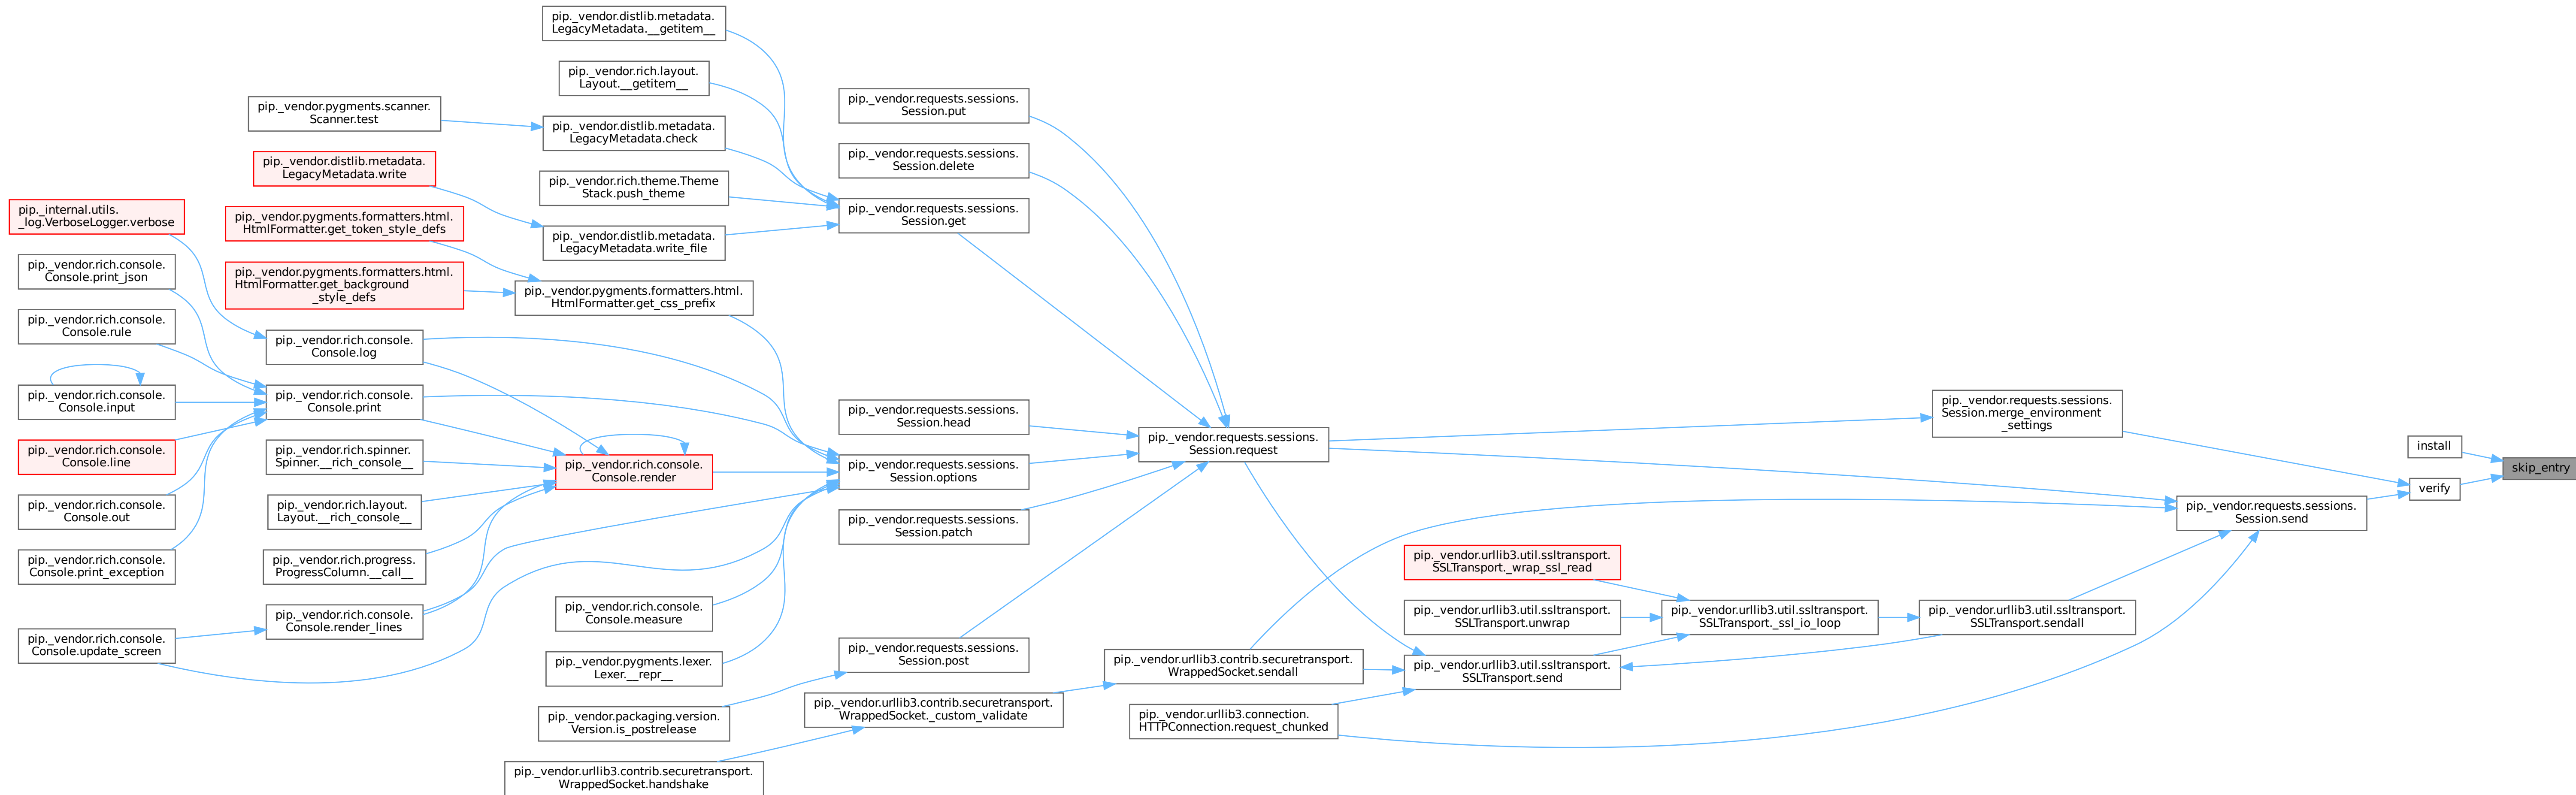 pip._vendor.distlib.metadata.
LegacyMetadata.__getitem__
pip._vendor.rich.layout.
Layout.__getitem__
pip._vendor.pygments.scanner.
Scanner.test
pip._vendor.distlib.metadata.
LegacyMetadata.check
pip._vendor.distlib.metadata.
LegacyMetadata.write
pip._vendor.rich.theme.Theme
Stack.push_theme
pip._internal.utils.
_log.VerboseLogger.verbose
pip._vendor.pygments.formatters.html.
HtmlFormatter.get_token_style_defs
pip._vendor.distlib.metadata.
LegacyMetadata.write_file
pip._vendor.rich.console.
Console.print_json
pip._vendor.pygments.formatters.html.
HtmlFormatter.get_background
_style_defs
pip._vendor.pygments.formatters.html.
HtmlFormatter.get_css_prefix
pip._vendor.rich.console.
Console.rule
pip._vendor.rich.console.
Console.log
pip._vendor.rich.console.
Console.input
pip._vendor.rich.console.
Console.print
pip._vendor.rich.console.
Console.line
pip._vendor.rich.spinner.
Spinner.__rich_console__
pip._vendor.rich.console.
Console.render
pip._vendor.rich.console.
Console.out
pip._vendor.rich.layout.
Layout.__rich_console__
pip._vendor.rich.console.
Console.print_exception
pip._vendor.rich.progress.
ProgressColumn.__call__
pip._vendor.rich.console.
Console.render_lines
pip._vendor.rich.console.
Console.update_screen
pip._vendor.rich.console.
Console.measure
pip._vendor.pygments.lexer.
Lexer.__repr__
pip._vendor.packaging.version.
Version.is_postrelease
pip._vendor.urllib3.contrib.securetransport.
WrappedSocket.handshake
pip._vendor.requests.sessions.
Session.put
pip._vendor.requests.sessions.
Session.delete
pip._vendor.requests.sessions.
Session.get
pip._vendor.requests.sessions.
Session.head
pip._vendor.requests.sessions.
Session.options
pip._vendor.requests.sessions.
Session.patch
pip._vendor.requests.sessions.
Session.post
pip._vendor.urllib3.contrib.securetransport.
WrappedSocket._custom_validate
pip._vendor.requests.sessions.
Session.request
pip._vendor.urllib3.contrib.securetransport.
WrappedSocket.sendall
pip._vendor.urllib3.connection.
HTTPConnection.request_chunked
pip._vendor.urllib3.util.ssltransport.
SSLTransport._wrap_ssl_read
pip._vendor.urllib3.util.ssltransport.
SSLTransport.unwrap
pip._vendor.urllib3.util.ssltransport.
SSLTransport.send
pip._vendor.urllib3.util.ssltransport.
SSLTransport._ssl_io_loop
pip._vendor.requests.sessions.
Session.merge_environment
_settings
pip._vendor.urllib3.util.ssltransport.
SSLTransport.sendall
pip._vendor.requests.sessions.
Session.send
install
verify
skip_entry